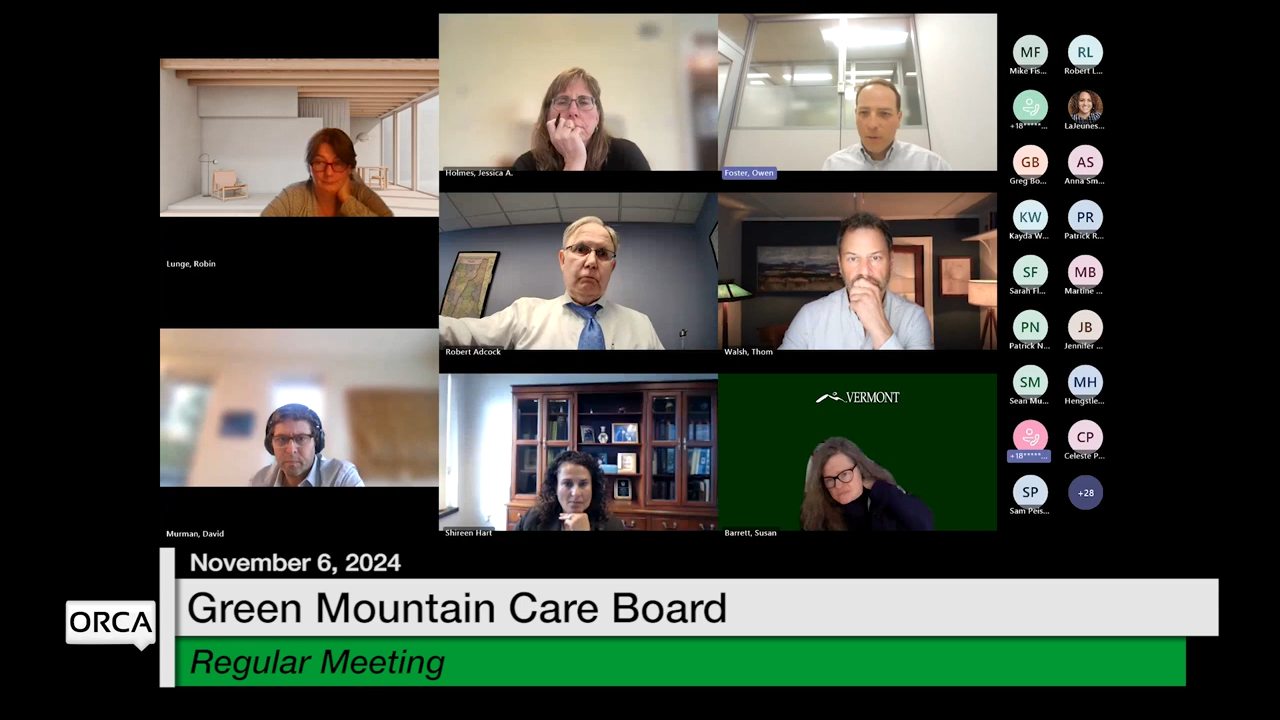 Lunge, Robin
Holmes, Jessica A.
Foster, Owen
Robert Adcock
Walsh, Thom
Murman, David
Shireen Hart
VERMONT
Barrett, Susan
MF
Mike Fis...
RL
Robert L...
+18*****...
LaJeunes...
GB
Greg Bo...
AS
Anna Sm...
KW
Kayda W...
PR
Patrick R...
SF
Sarah Fl...
MB
Martine ...
PN
Patrick N...
JB
Jennifer ...
SM
Sean Mu...
MH
Hengstle...
+18*****...
CP
Celeste P...
SP
Sam Peis...
+28
November 6, 2024
ORCA
Green Mountain Care Board
Regular Meeting